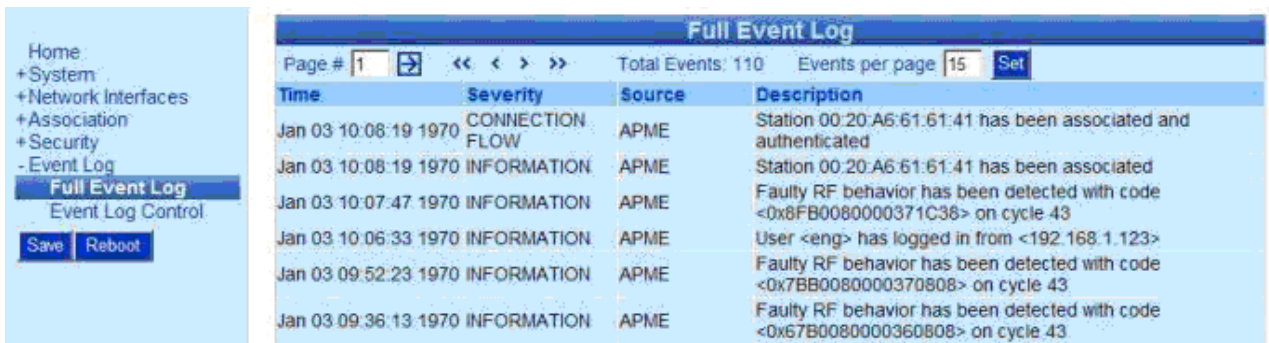 Home
+System
+Network Interfaces
+Association
+Security
- Event Log
Full Event Log
Event Log Control
Save Reboot
Full Event Log
Page # 1 << < > >> Total Events: 110 Events per page 15 Set
Time Severity Source Description
Jan 03 10:08:19 1970 CONNECTION FLOW APME Station 00:20:A6:61:61:41 has been associated and
authenticated
Jan 03 10:08:19 1970 INFORMATION APME Station 00:20:A6:61:61:41 has been associated
Jan 03 10:07:47 1970 INFORMATION APME Faulty RF behavior has been detected with code
<0x8FB0080000371C38> on cycle 43
Jan 03 10:06:33 1970 INFORMATION APME User <eng> has logged in from <192.168.1.123>
Jan 03 09:52:23 1970 INFORMATION APME Faulty RF behavior has been detected with code
<0x7BB0080000370808> on cycle 43
Jan 03 09:36:13 1970 INFORMATION APME Faulty RF behavior has been detected with code
<0x67B0080000360808> on cycle 43